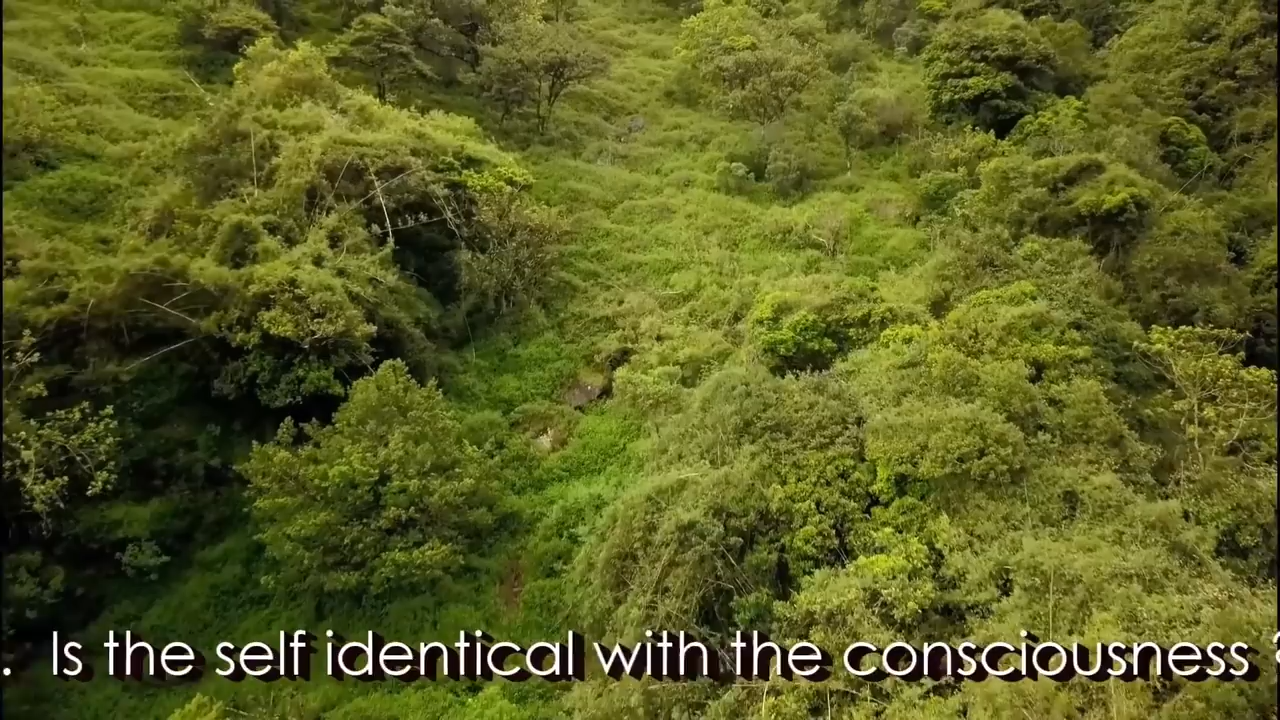 . Is the self identical with the consciousness ?